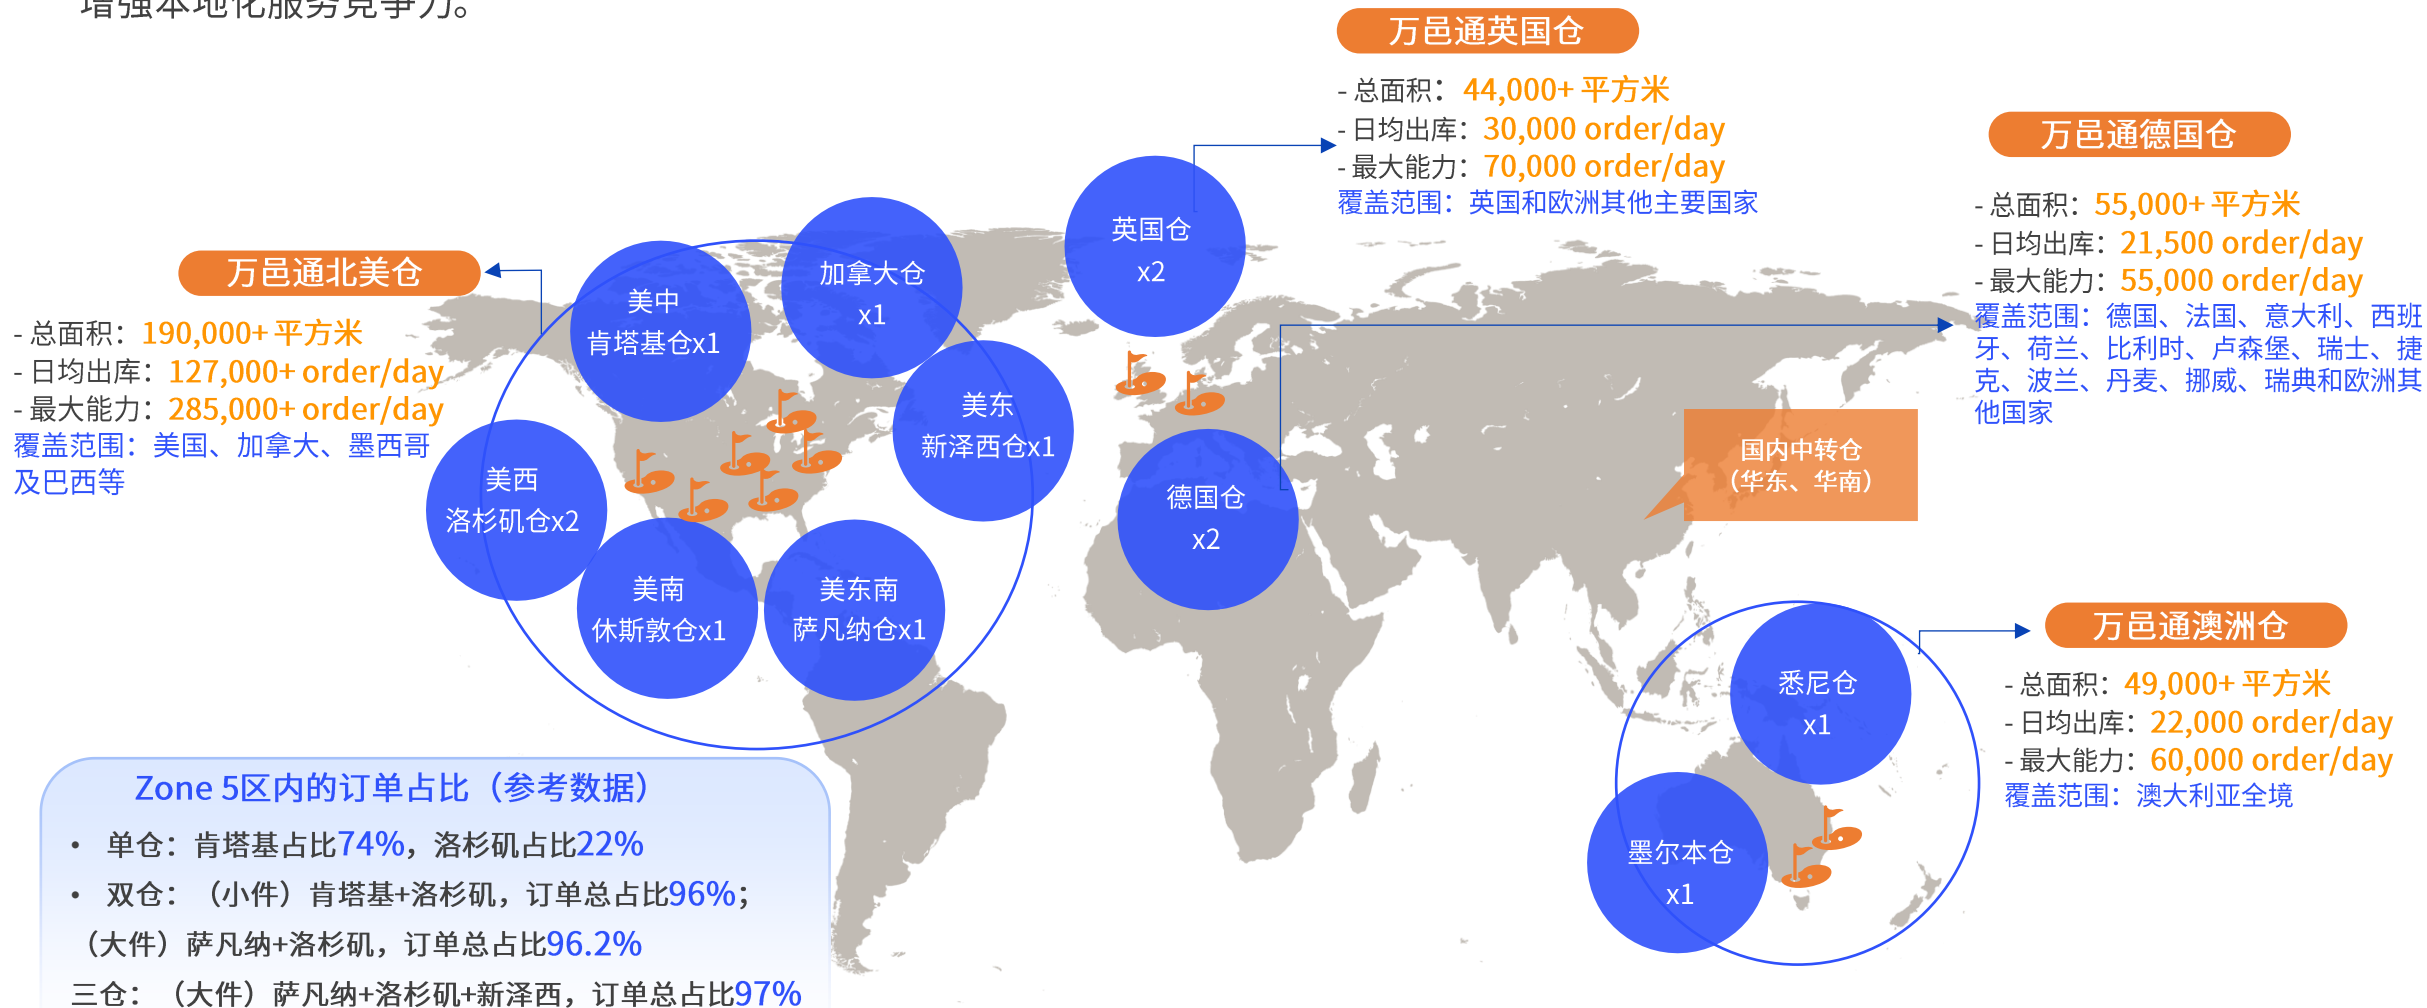 增强本地化服务竞争力。
万邑通英国仓
- 总面积：44,000+ 平方米
- 日均出库：30,000 order/day
- 最大能力：70,000 order/day
覆盖范围：英国和欧洲其他主要国家
万邑通德国仓
- 总面积：55,000+ 平方米
- 日均出库：21,500 order/day
- 最大能力：55,000 order/day
覆盖范围：德国、法国、意大利、西班
牙、荷兰、比利时、卢森堡、瑞士、捷
克、波兰、丹麦、挪威、瑞典和欧洲其
他国家
万邑通北美仓
- 总面积：190,000+ 平方米
- 日均出库：127,000+ order/day
- 最大能力：285,000+ order/day
覆盖范围：美国、加拿大、墨西哥
及巴西等
英国仓
x2
加拿大仓
x1
美中
肯塔基仓x1
美东
新泽西仓x1
美西
洛杉矶仓x2
美南
休斯敦仓x1
美东南
萨凡纳仓x1
德国仓
x2
国内中转仓
（华东、华南）
万邑通澳洲仓
- 总面积：49,000+ 平方米
- 日均出库：22,000 order/day
- 最大能力：60,000 order/day
覆盖范围：澳大利亚全境
悉尼仓
x1
墨尔本仓
x1
Zone 5区内的订单占比（参考数据）
• 单仓：肯塔基占比74%，洛杉矶占比22%
• 双仓：（小件）肯塔基+洛杉矶，订单总占比96%；
（大件）萨凡纳+洛杉矶，订单总占比96.2%
三仓：（大件）萨凡纳+洛杉矶+新泽西，订单总占比97%